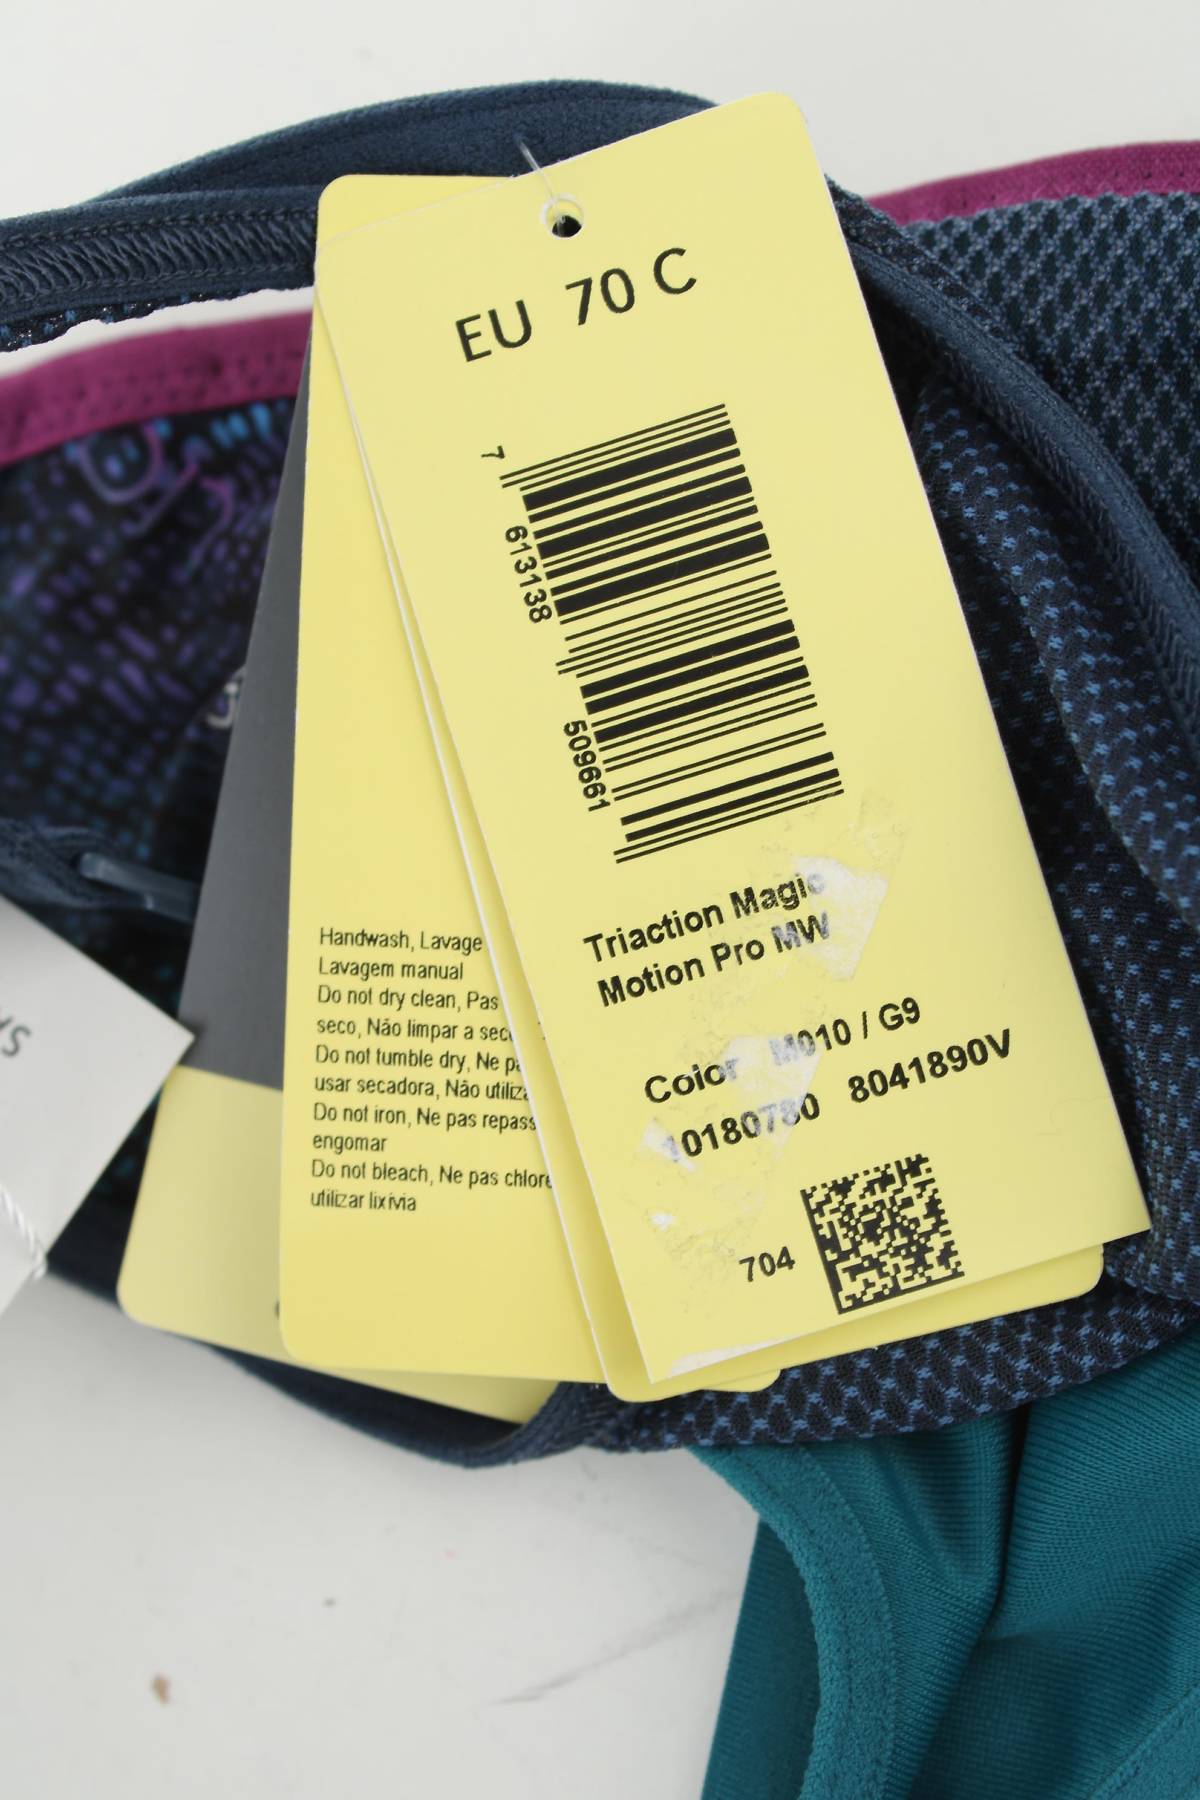 EU 70 C
7 613138 509661
Triaction Magic
Motion Pro MW
Color M010 / G9
10180780 8041890V
704
Handwash, Lavage
Lavagem manual
Do not dry clean, Pas
seco, Não limpar a seco
Do not tumble dry, Ne pa
usar secadora, Não utiliza
Do not iron, Ne pas repass
engomar
Do not bleach, Ne pas chlore
utilizar lixívia